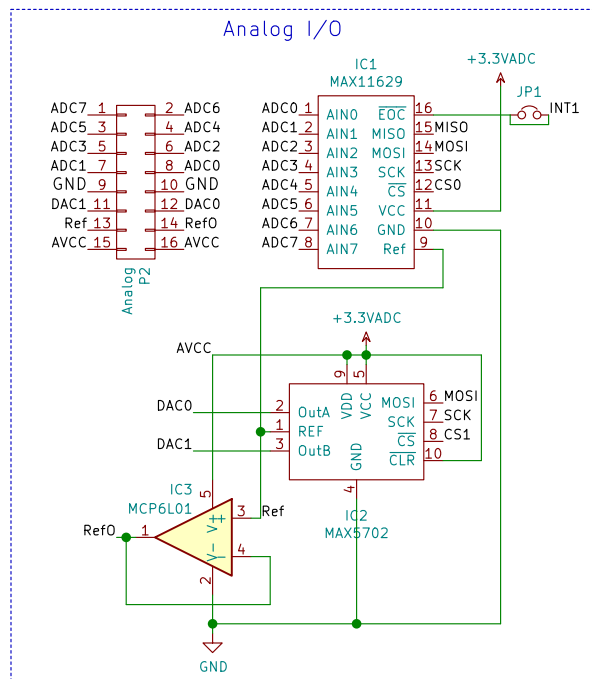 Analog I/O
+3.3VADC
IC1
MAX11629
JP1
INT1
ADC7 1 2 ADC6
ADC5 3 4 ADC4
ADC3 5 6 ADC2
ADC1 7 8 ADC0
GND 9 10 GND
DAC1 11 12 DAC0
Ref 13 14 RefO
AVCC 15 16 AVCC
Analog
P2
ADC0 1 AIN0 EOC 16
ADC1 2 AIN1 MISO 15 MISO
ADC2 3 AIN2 MOSI 14 MOSI
ADC3 4 AIN3 SCK 13 SCK
ADC4 5 AIN4 CS 12 CS0
ADC5 6 AIN5 VCC 11
ADC6 7 AIN6 GND 10
ADC7 8 AIN7 Ref 9
+3.3VADC
AVCC
9 5
VDD VCC
DAC0 2 OutA MOSI 6 MOSI
1 REF SCK 7 SCK
DAC1 3 OutB CS 8 CS1
GND CLR 10
4
IC2
MAX5702
IC3
MCP6L01
5
V+
3 Ref
+
RefO 1
V-
-
4
2
GND